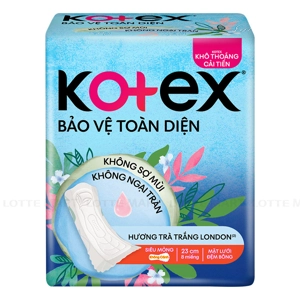 KHÔ THOÁNG
CẢI TIẾN
kotex
BẢO VỆ TOÀN DIỆN
KHÔNG SỢ MÙI
KHÔNG NGẠI TRÀN
HƯƠNG TRÀ TRẮNG LONDON
SIÊU MỎNG
23 cm
8 miếng
MẶT LƯỚI
ĐỆM BÔNG